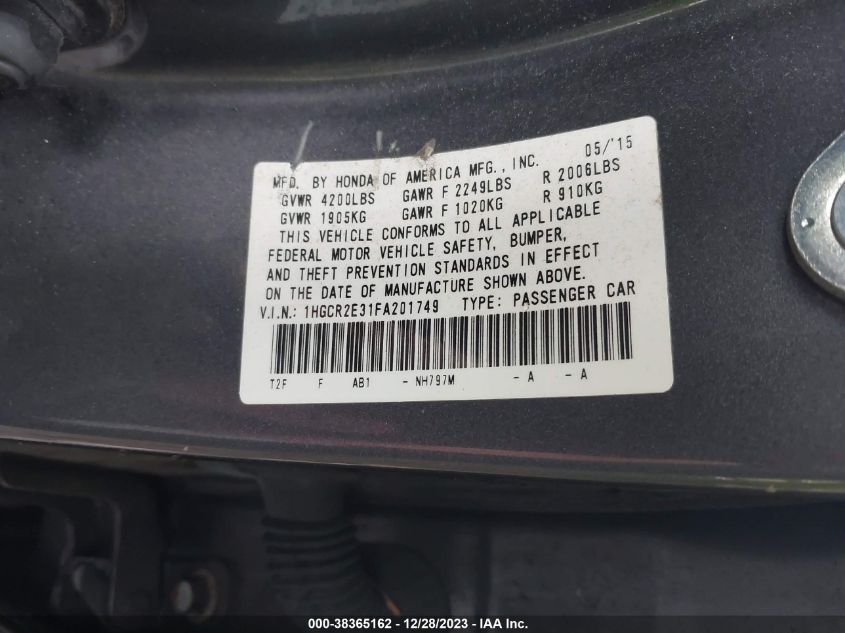 05/'15
MFD. BY HONDA OF AMERICA MFG., INC.
GVWR 4200LBS GAWR F 2249LBS R 2006LBS
GVWR 1905KG GAWR F 1020KG R 910KG
THIS VEHICLE CONFORMS TO ALL APPLICABLE
FEDERAL MOTOR VEHICLE SAFETY, BUMPER,
AND THEFT PREVENTION STANDARDS IN EFFECT
ON THE DATE OF MANUFACTURE SHOWN ABOVE.
V.I.N.: 1HGCR2E31FA201749 TYPE: PASSENGER CAR
T2F F AB1 - NH797M - A - A
000-38365162 - 12/28/2023 - IAA Inc.